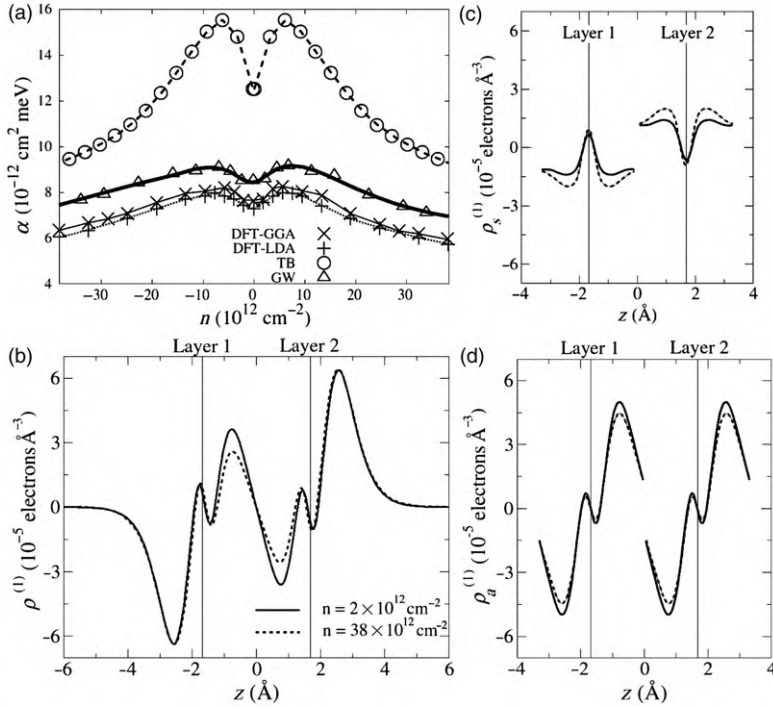 (a)
16
14
12
10
8
6
4
α (10⁻¹² cm² meV)
DFT-GGA
DFT-LDA
TB
GW
−30 −20 −10 0 10 20 30
n (10¹² cm⁻²)
(c)
Layer 1 Layer 2
6
3
0
−3
−6
ρₛ⁽¹⁾ (10⁻⁵ electrons Å⁻³)
−4 −2 0 2 4
z (Å)
(b)
Layer 1 Layer 2
6
3
0
−3
−6
ρ⁽¹⁾ (10⁻⁵ electrons Å⁻³)
n = 2 × 10¹² cm⁻²
n = 38 × 10¹² cm⁻²
−6 −4 −2 0 2 4 6
z (Å)
(d)
Layer 1 Layer 2
6
3
0
−3
−6
ρₐ⁽¹⁾ (10⁻⁵ electrons Å⁻³)
−4 −2 0 2 4
z (Å)